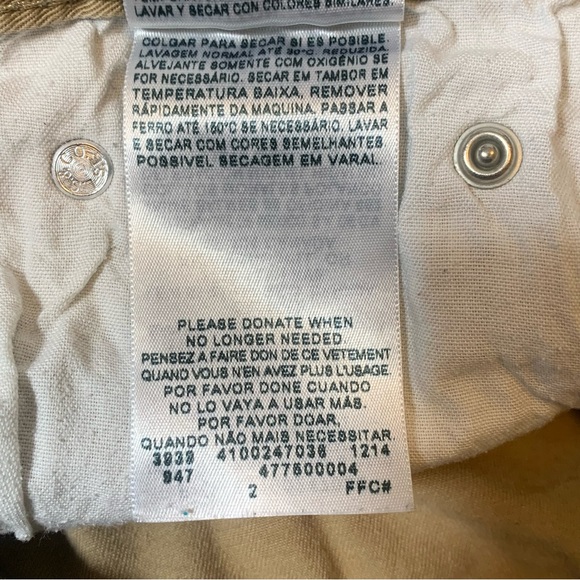 LAVAR Y SECAR CON COLORES SIMILARES.
COLGAR PARA SECAR SI ES POSIBLE.
LAVAGEM NORMAL ATÉ 30°C REDUZIDA.
ALVEJANTE SOMENTE COM OXIGÊNIO SE
FOR NECESSÁRIO. SECAR EM TAMBOR EM
TEMPERATURA BAIXA. REMOVER
RÁPIDAMENTE DA MAQUINA. PASSAR A
FERRO ATÉ 150°C SE NECESSÁRIO. LAVAR
E SECAR COM CORES SEMELHANTES
POSSIVEL SECAGEM EM VARAL.
PLEASE DONATE WHEN
NO LONGER NEEDED.
PENSEZ A FAIRE DON DE CE VETEMENT
QUAND VOUS N'EN AVEZ PLUS L'USAGE.
POR FAVOR DONE CUANDO
NO LO VAYA A USAR MÁS.
POR FAVOR DOAR,
QUANDO NÃO MAIS NECESSITAR.
3939 4100247036 1214
947 477600004
2 FFC#